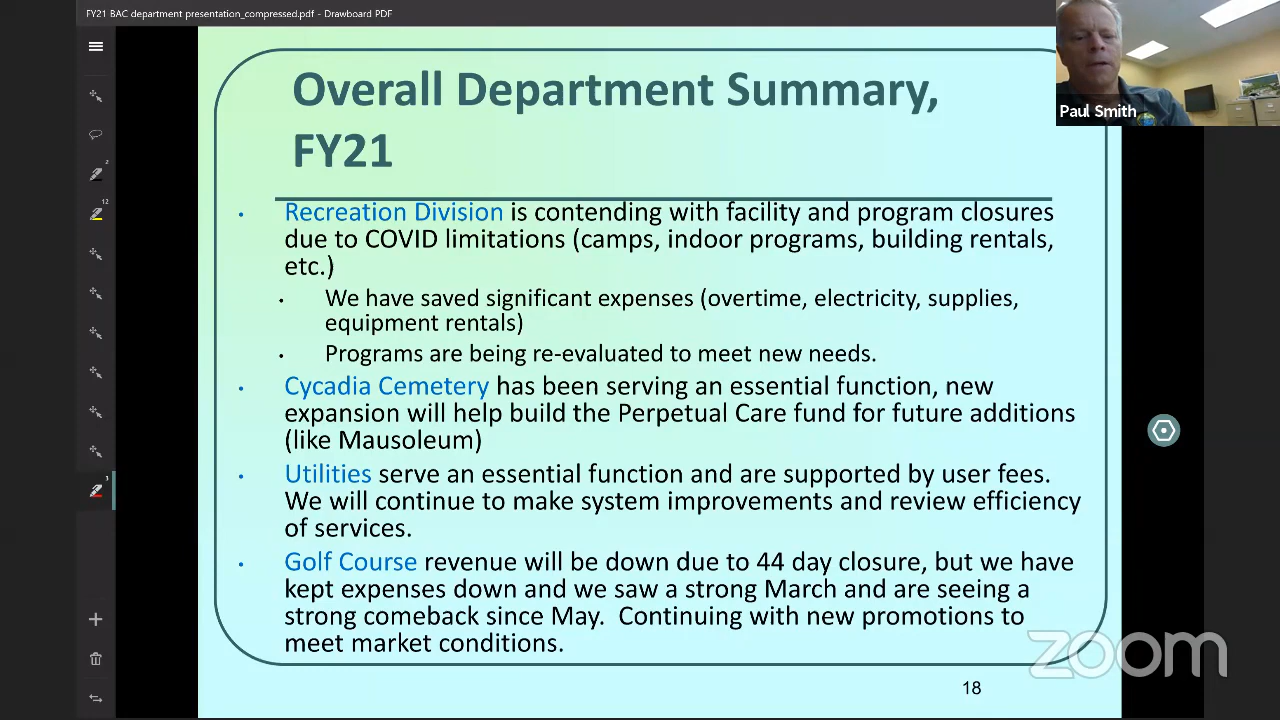 FY21 BAC department presentation_compressed.pdf - Drawboard PDF
Paul Smith
Overall Department Summary,
FY21
• Recreation Division is contending with facility and program closures
due to COVID limitations (camps, indoor programs, building rentals,
etc.)
• We have saved significant expenses (overtime, electricity, supplies,
equipment rentals)
• Programs are being re-evaluated to meet new needs.
• Cycadia Cemetery has been serving an essential function, new
expansion will help build the Perpetual Care fund for future additions
(like Mausoleum)
• Utilities serve an essential function and are supported by user fees.
We will continue to make system improvements and review efficiency
of services.
• Golf Course revenue will be down due to 44 day closure, but we have
kept expenses down and we saw a strong March and are seeing a
strong comeback since May.  Continuing with new promotions to
meet market conditions.
18
zoom
2
12
3